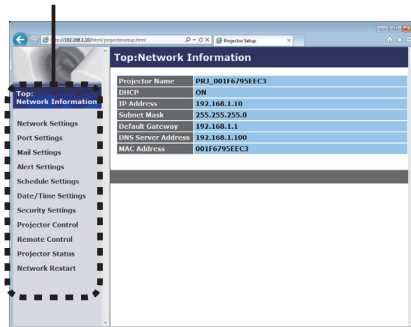 http://192.168.1.10/html/projectorsetup.html
Projector Setup
Top:Network Information
Top:
Network Information
Network Settings
Port Settings
Mail Settings
Alert Settings
Schedule Settings
Date/Time Settings
Security Settings
Projector Control
Remote Control
Projector Status
Network Restart
Projector Name PRJ_001F6795EEC3
DHCP ON
IP Address 192.168.1.10
Subnet Mask 255.255.255.0
Default Gateway 192.168.1.1
DNS Server Address 192.168.1.100
MAC Address 001F6795EEC3